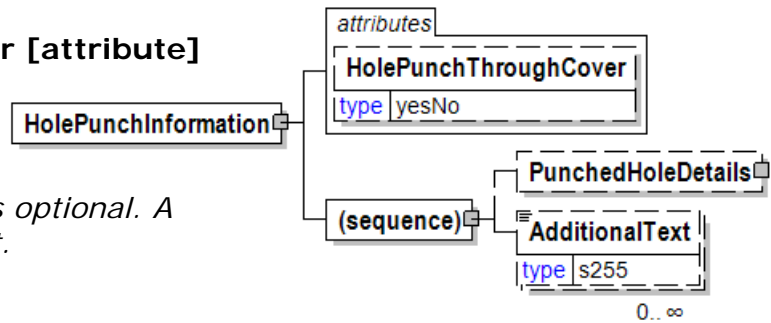 r [attribute]
s optional. A
t.
attributes
HolePunchThroughCover
type yesNo
HolePunchInformation
(sequence)
PunchedHoleDetails
AdditionalText
type s255
0.. ∞